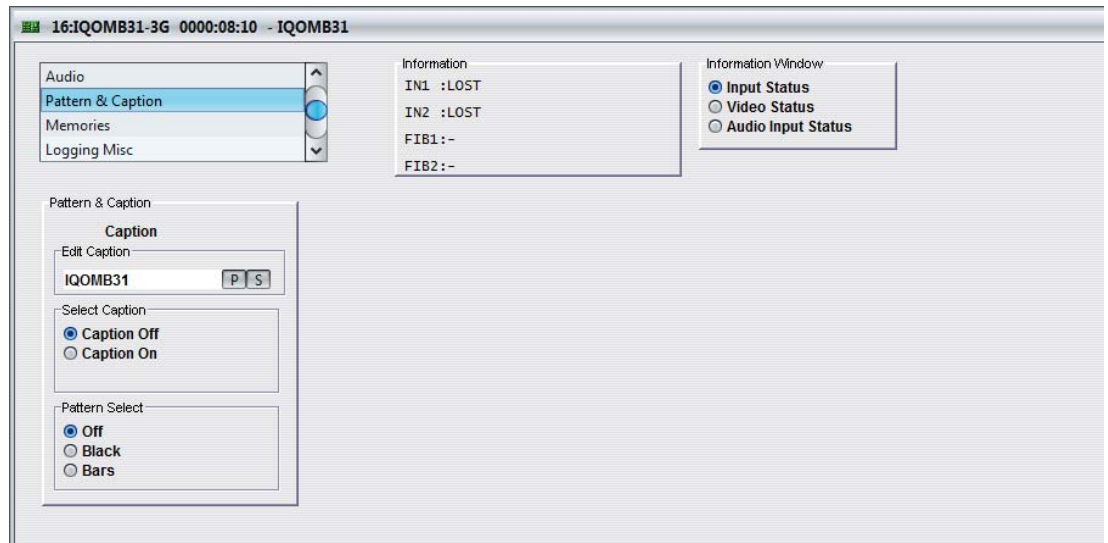 16:IQOMB31-3G 0000:08:10 - IQOMB31
Audio
Pattern & Caption
Memories
Logging Misc
Information
IN1 :LOST
IN2 :LOST
FIB1:-
FIB2:-
Information Window
Input Status
Video Status
Audio Input Status
Pattern & Caption
Caption
Edit Caption
IQOMB31 P S
Select Caption
Caption Off
Caption On
Pattern Select
Off
Black
Bars